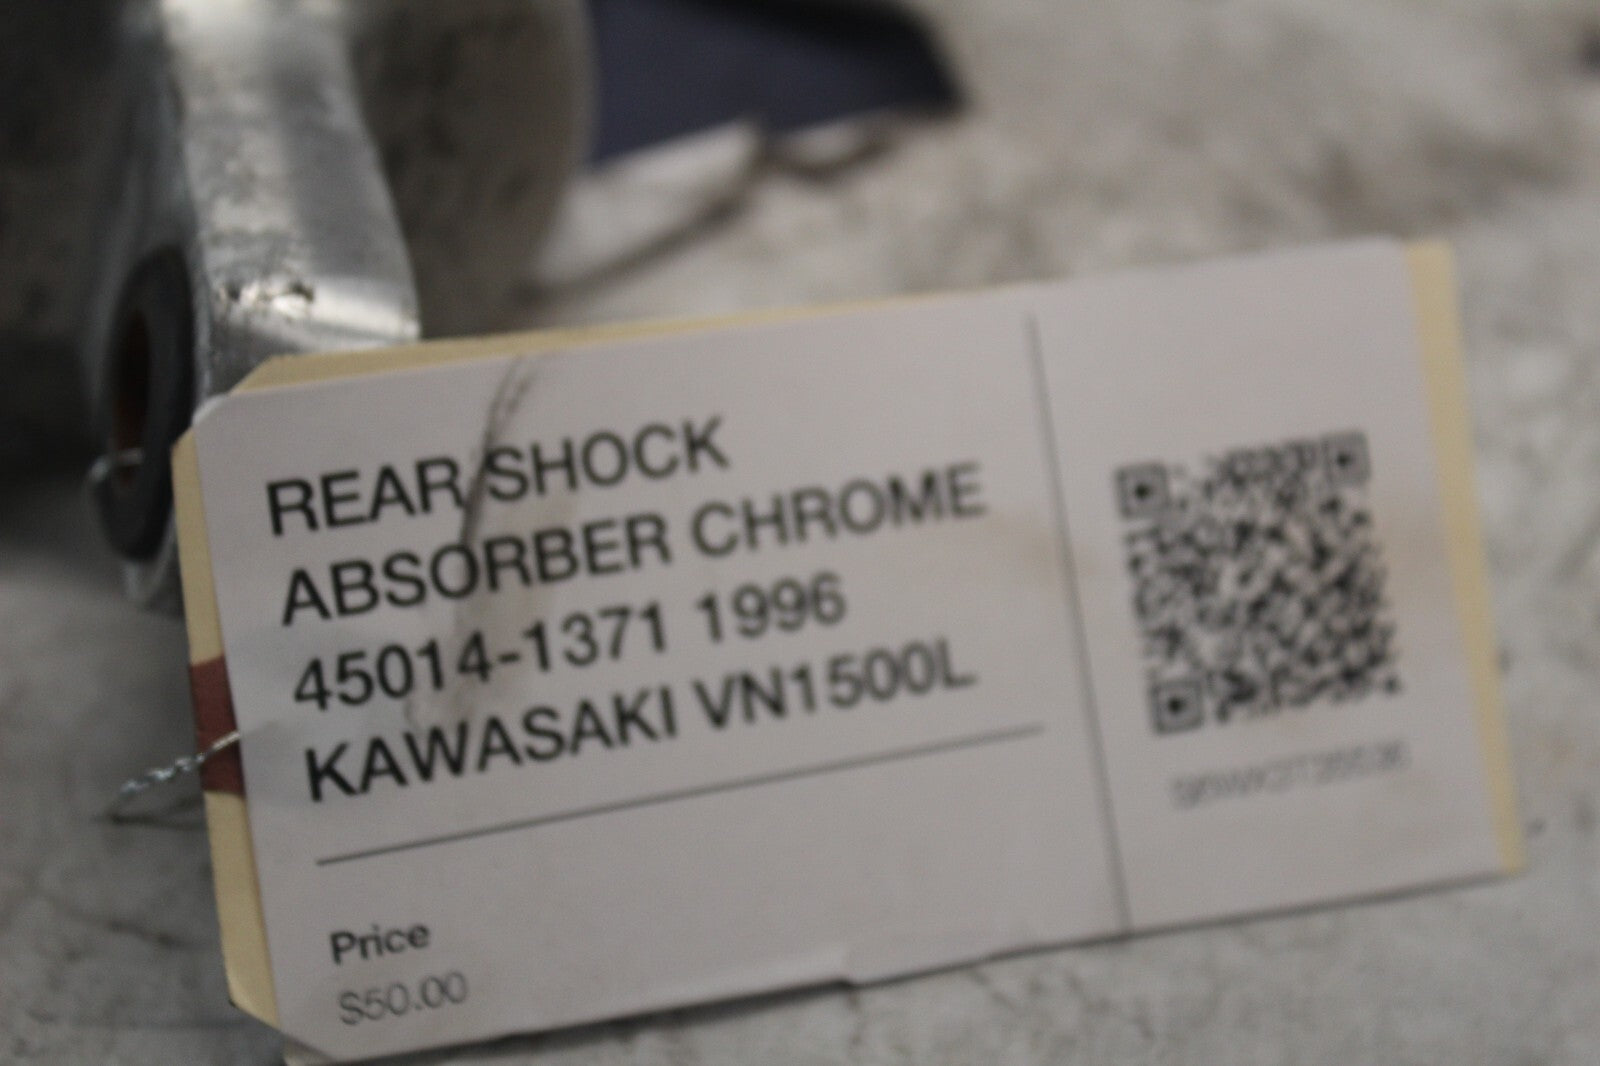 REAR SHOCK
ABSORBER CHROME
45014-1371 1996
KAWASAKI VN1500L
Price
$50.00